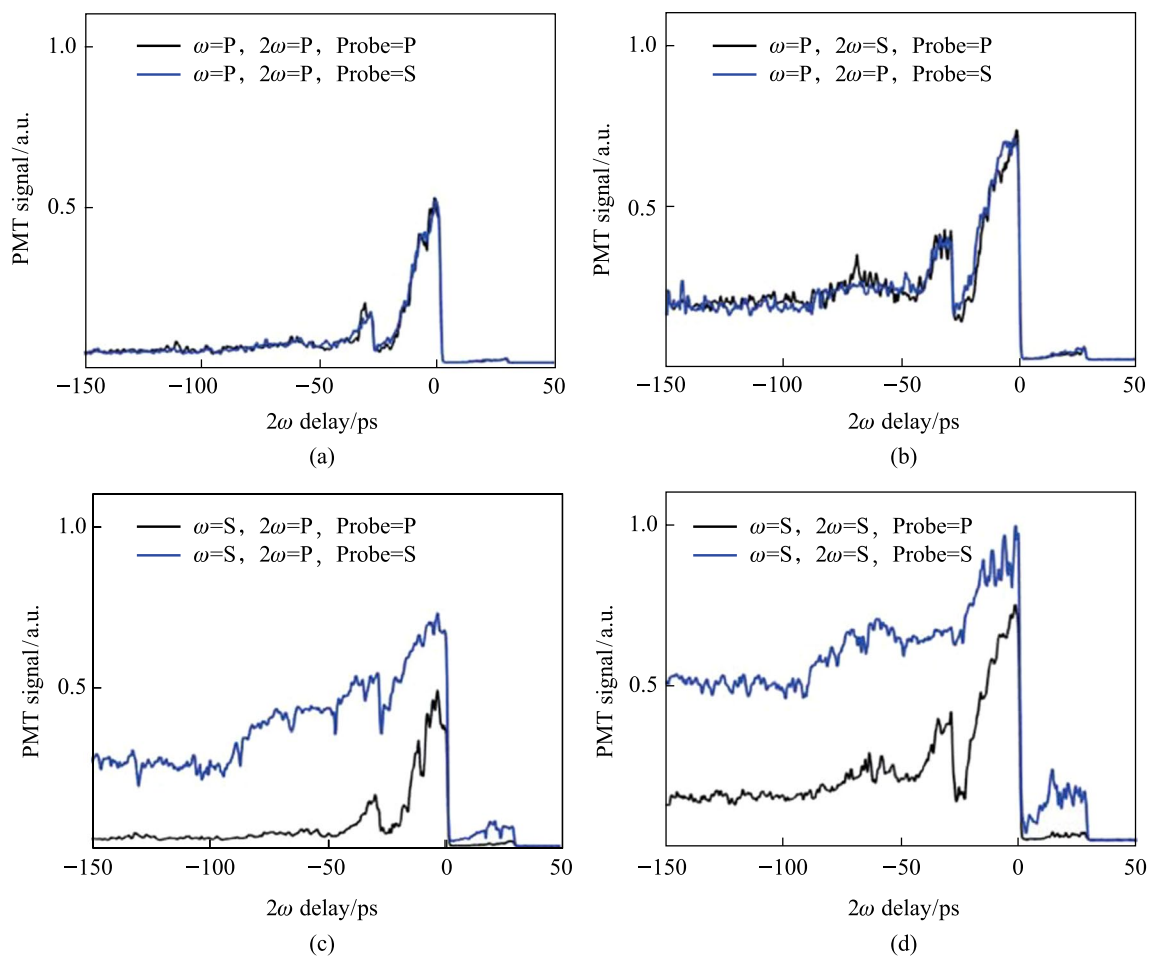 1.0
ω=P, 2ω=P, Probe=P
ω=P, 2ω=P, Probe=S
0.5
PMT signal/a.u.
−150
−100
−50
0
50
2ω delay/ps
(a)
1.0
ω=P, 2ω=S, Probe=P
ω=P, 2ω=P, Probe=S
0.5
PMT signal/a.u.
−150
−100
−50
0
50
2ω delay/ps
(b)
1.0
ω=S, 2ω=P, Probe=P
ω=S, 2ω=P, Probe=S
0.5
PMT signal/a.u.
−150
−100
−50
0
50
2ω delay/ps
(c)
1.0
ω=S, 2ω=S, Probe=P
ω=S, 2ω=S, Probe=S
0.5
PMT signal/a.u.
−150
−100
−50
0
50
2ω delay/ps
(d)